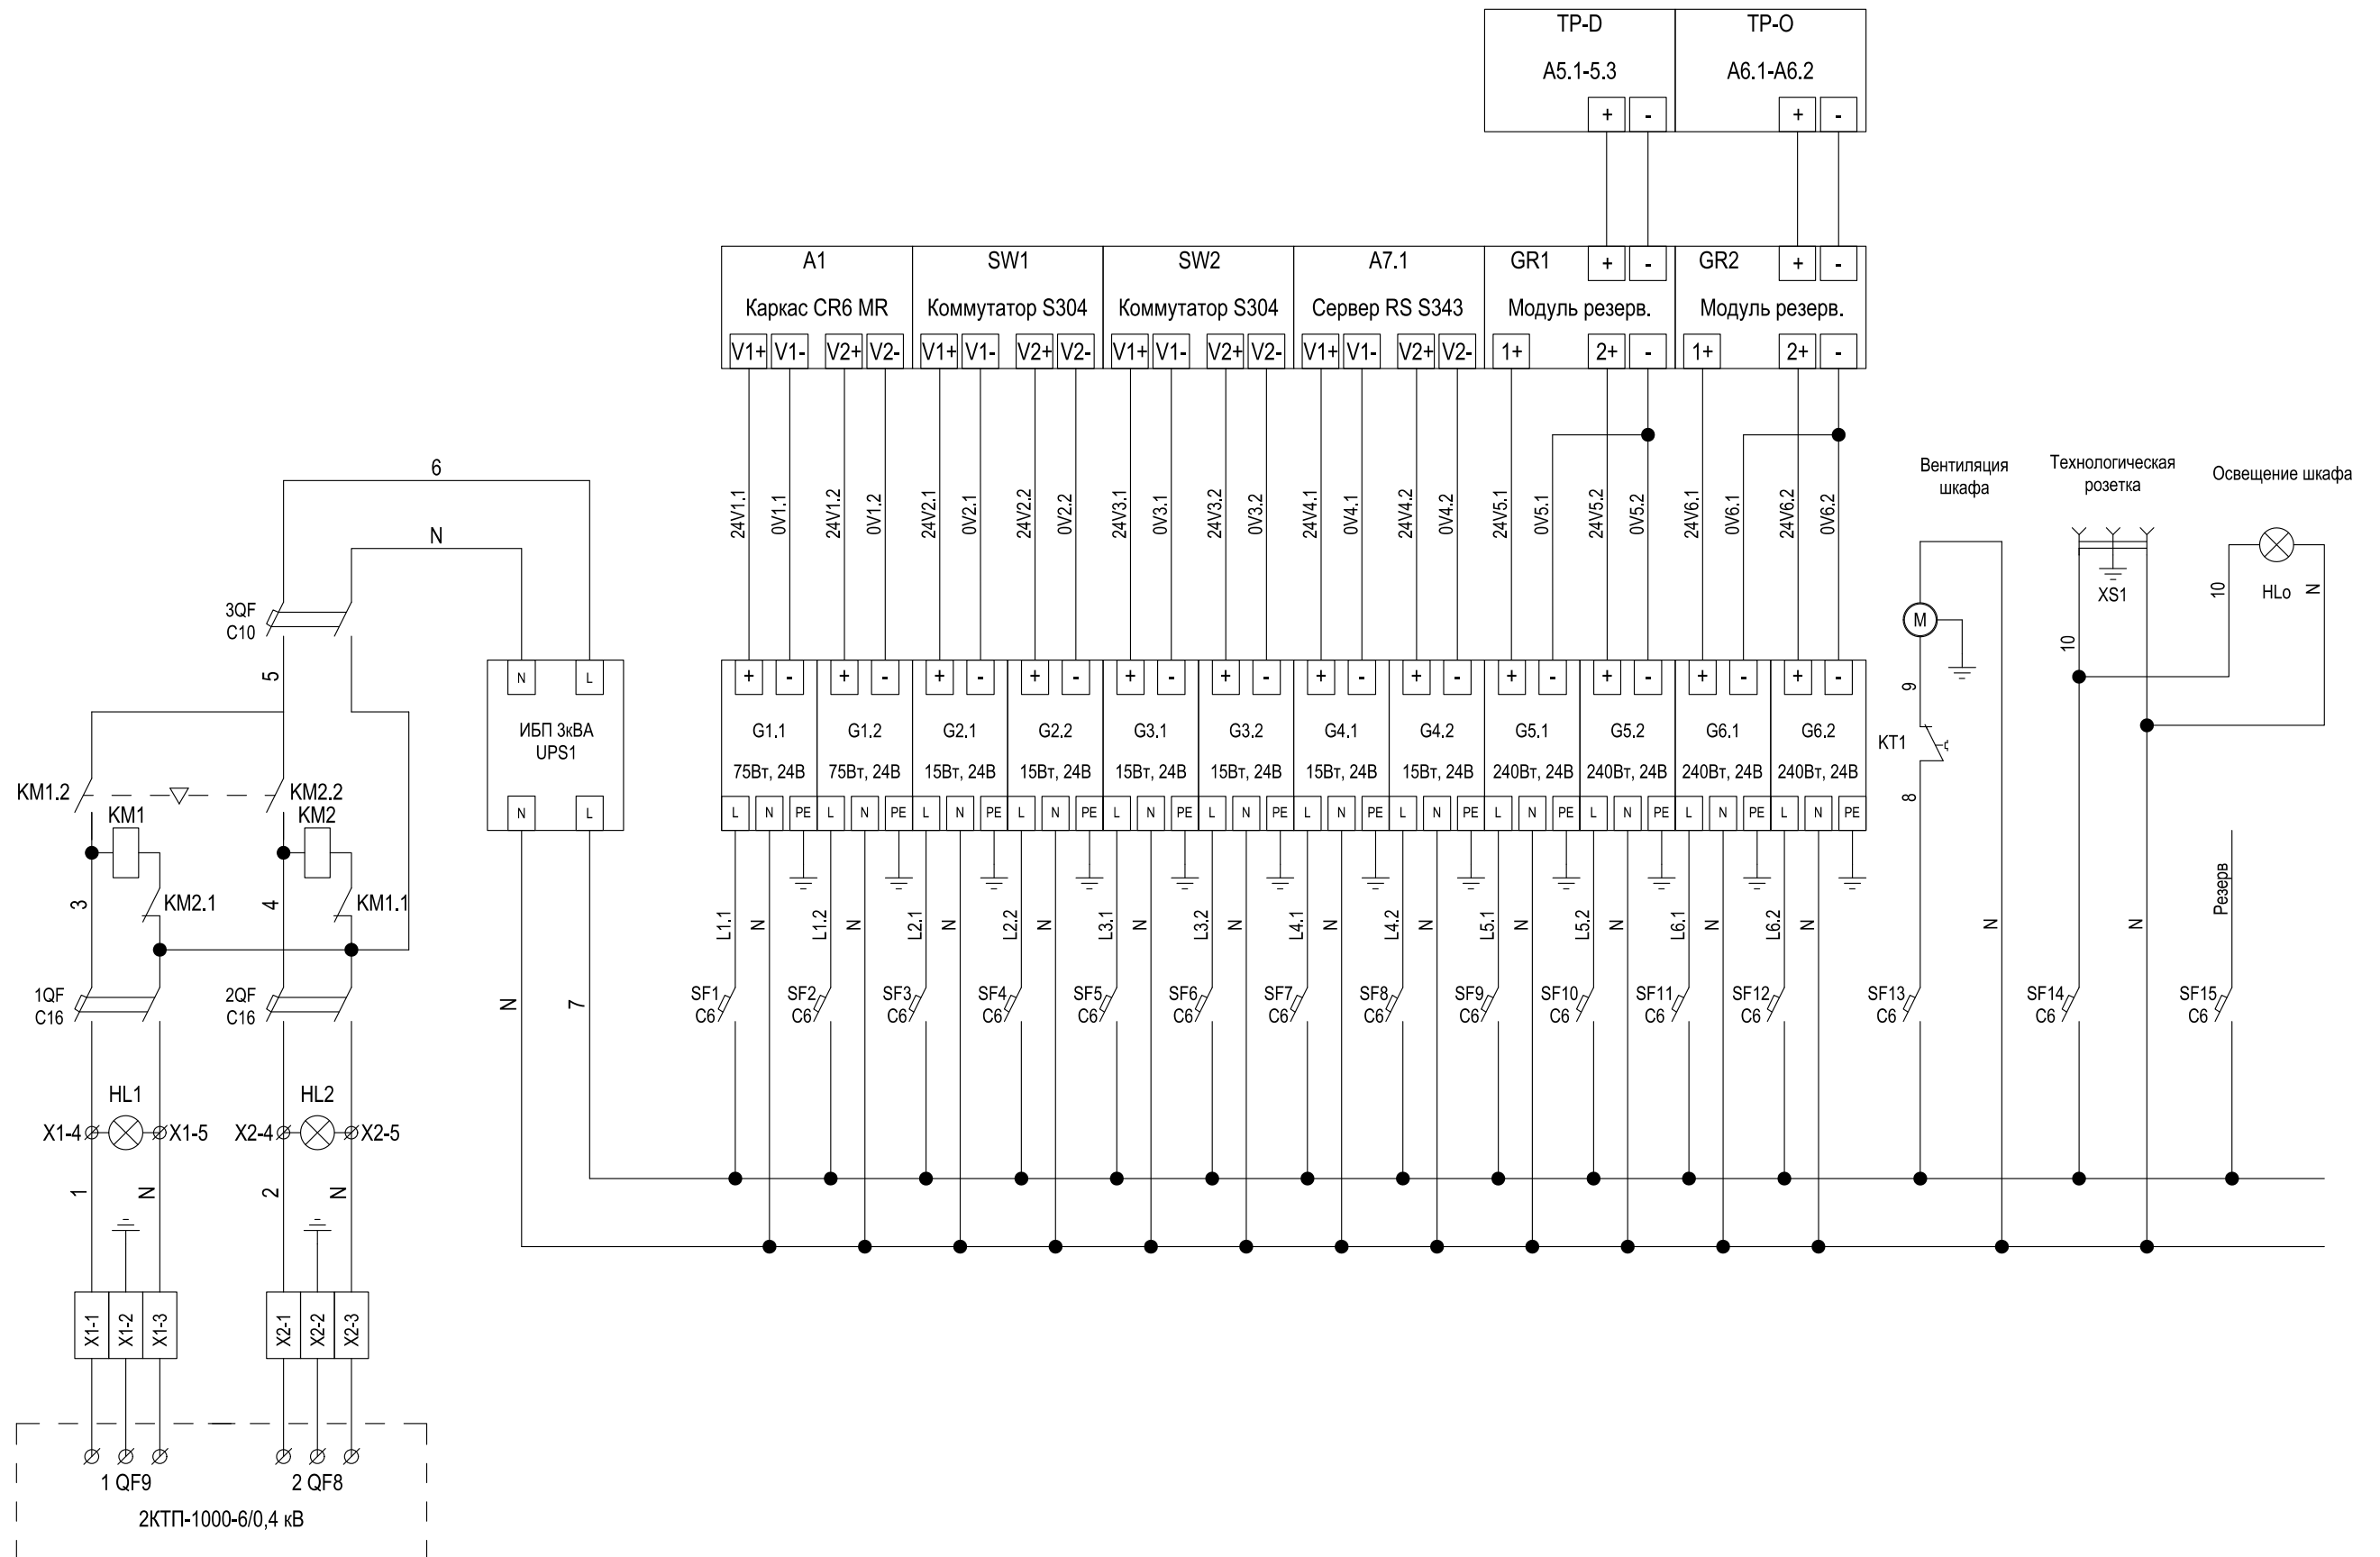 TP-D
TP-O
A5.1-5.3
A6.1-A6.2
+ - + -
A1
SW1
SW2
A7.1
GR1 + -
GR2 + -
Каркас CR6 MR
Коммутатор S304
Коммутатор S304
Сервер RS S343
Модуль резерв.
Модуль резерв.
V1+ V1- V2+ V2- V1+ V1- V2+ V2- V1+ V1- V2+ V2- V1+ V1- V2+ V2- 1+ 2+ - 1+ 2+ -
24V1.1 0V1.1 24V1.2 0V1.2 24V2.1 0V2.1 24V2.2 0V2.2 24V3.1 0V3.1 24V3.2 0V3.2 24V4.1 0V4.1 24V4.2 0V4.2 24V5.1 0V5.1 24V5.2 0V5.2 24V6.1 0V6.1 24V6.2 0V6.2
Вентиляция
шкафа
Технологическая
розетка
Освещение шкафа
6
N
3QF
C10
5
10
XS1
10
HLo
N
M
9
KT1
8
N L
ИБП 3кВА
UPS1
N L
+ - + - + - + - + - + - + - + - + - + - + - + -
G1.1 G1.2 G2.1 G2.2 G3.1 G3.2 G4.1 G4.2 G5.1 G5.2 G6.1 G6.2
75Вт, 24В 75Вт, 24В 15Вт, 24В 15Вт, 24В 15Вт, 24В 15Вт, 24В 15Вт, 24В 15Вт, 24В 240Вт, 24В 240Вт, 24В 240Вт, 24В 240Вт, 24В
L N PE L N PE L N PE L N PE L N PE L N PE L N PE L N PE L N PE L N PE L N PE L N PE
KM1.2
KM2.2
KM1
KM2
3
KM2.1
4
KM1.1
L1.1 N L1.2 N L2.1 N L2.2 N L3.1 N L3.2 N L4.1 N L4.2 N L5.1 N L5.2 N L6.1 N L6.2 N
N
N
Резерв
1QF
C16
2QF
C16
N
7
SF1
C6
SF2
C6
SF3
C6
SF4
C6
SF5
C6
SF6
C6
SF7
C6
SF8
C6
SF9
C6
SF10
C6
SF11
C6
SF12
C6
SF13
C6
SF14
C6
SF15
C6
HL1
HL2
X1-4
X1-5
X2-4
X2-5
1
N
2
N
X1-1
X1-2
X1-3
X2-1
X2-2
X2-3
1 QF9
2 QF8
2КТП-1000-6/0,4 кВ